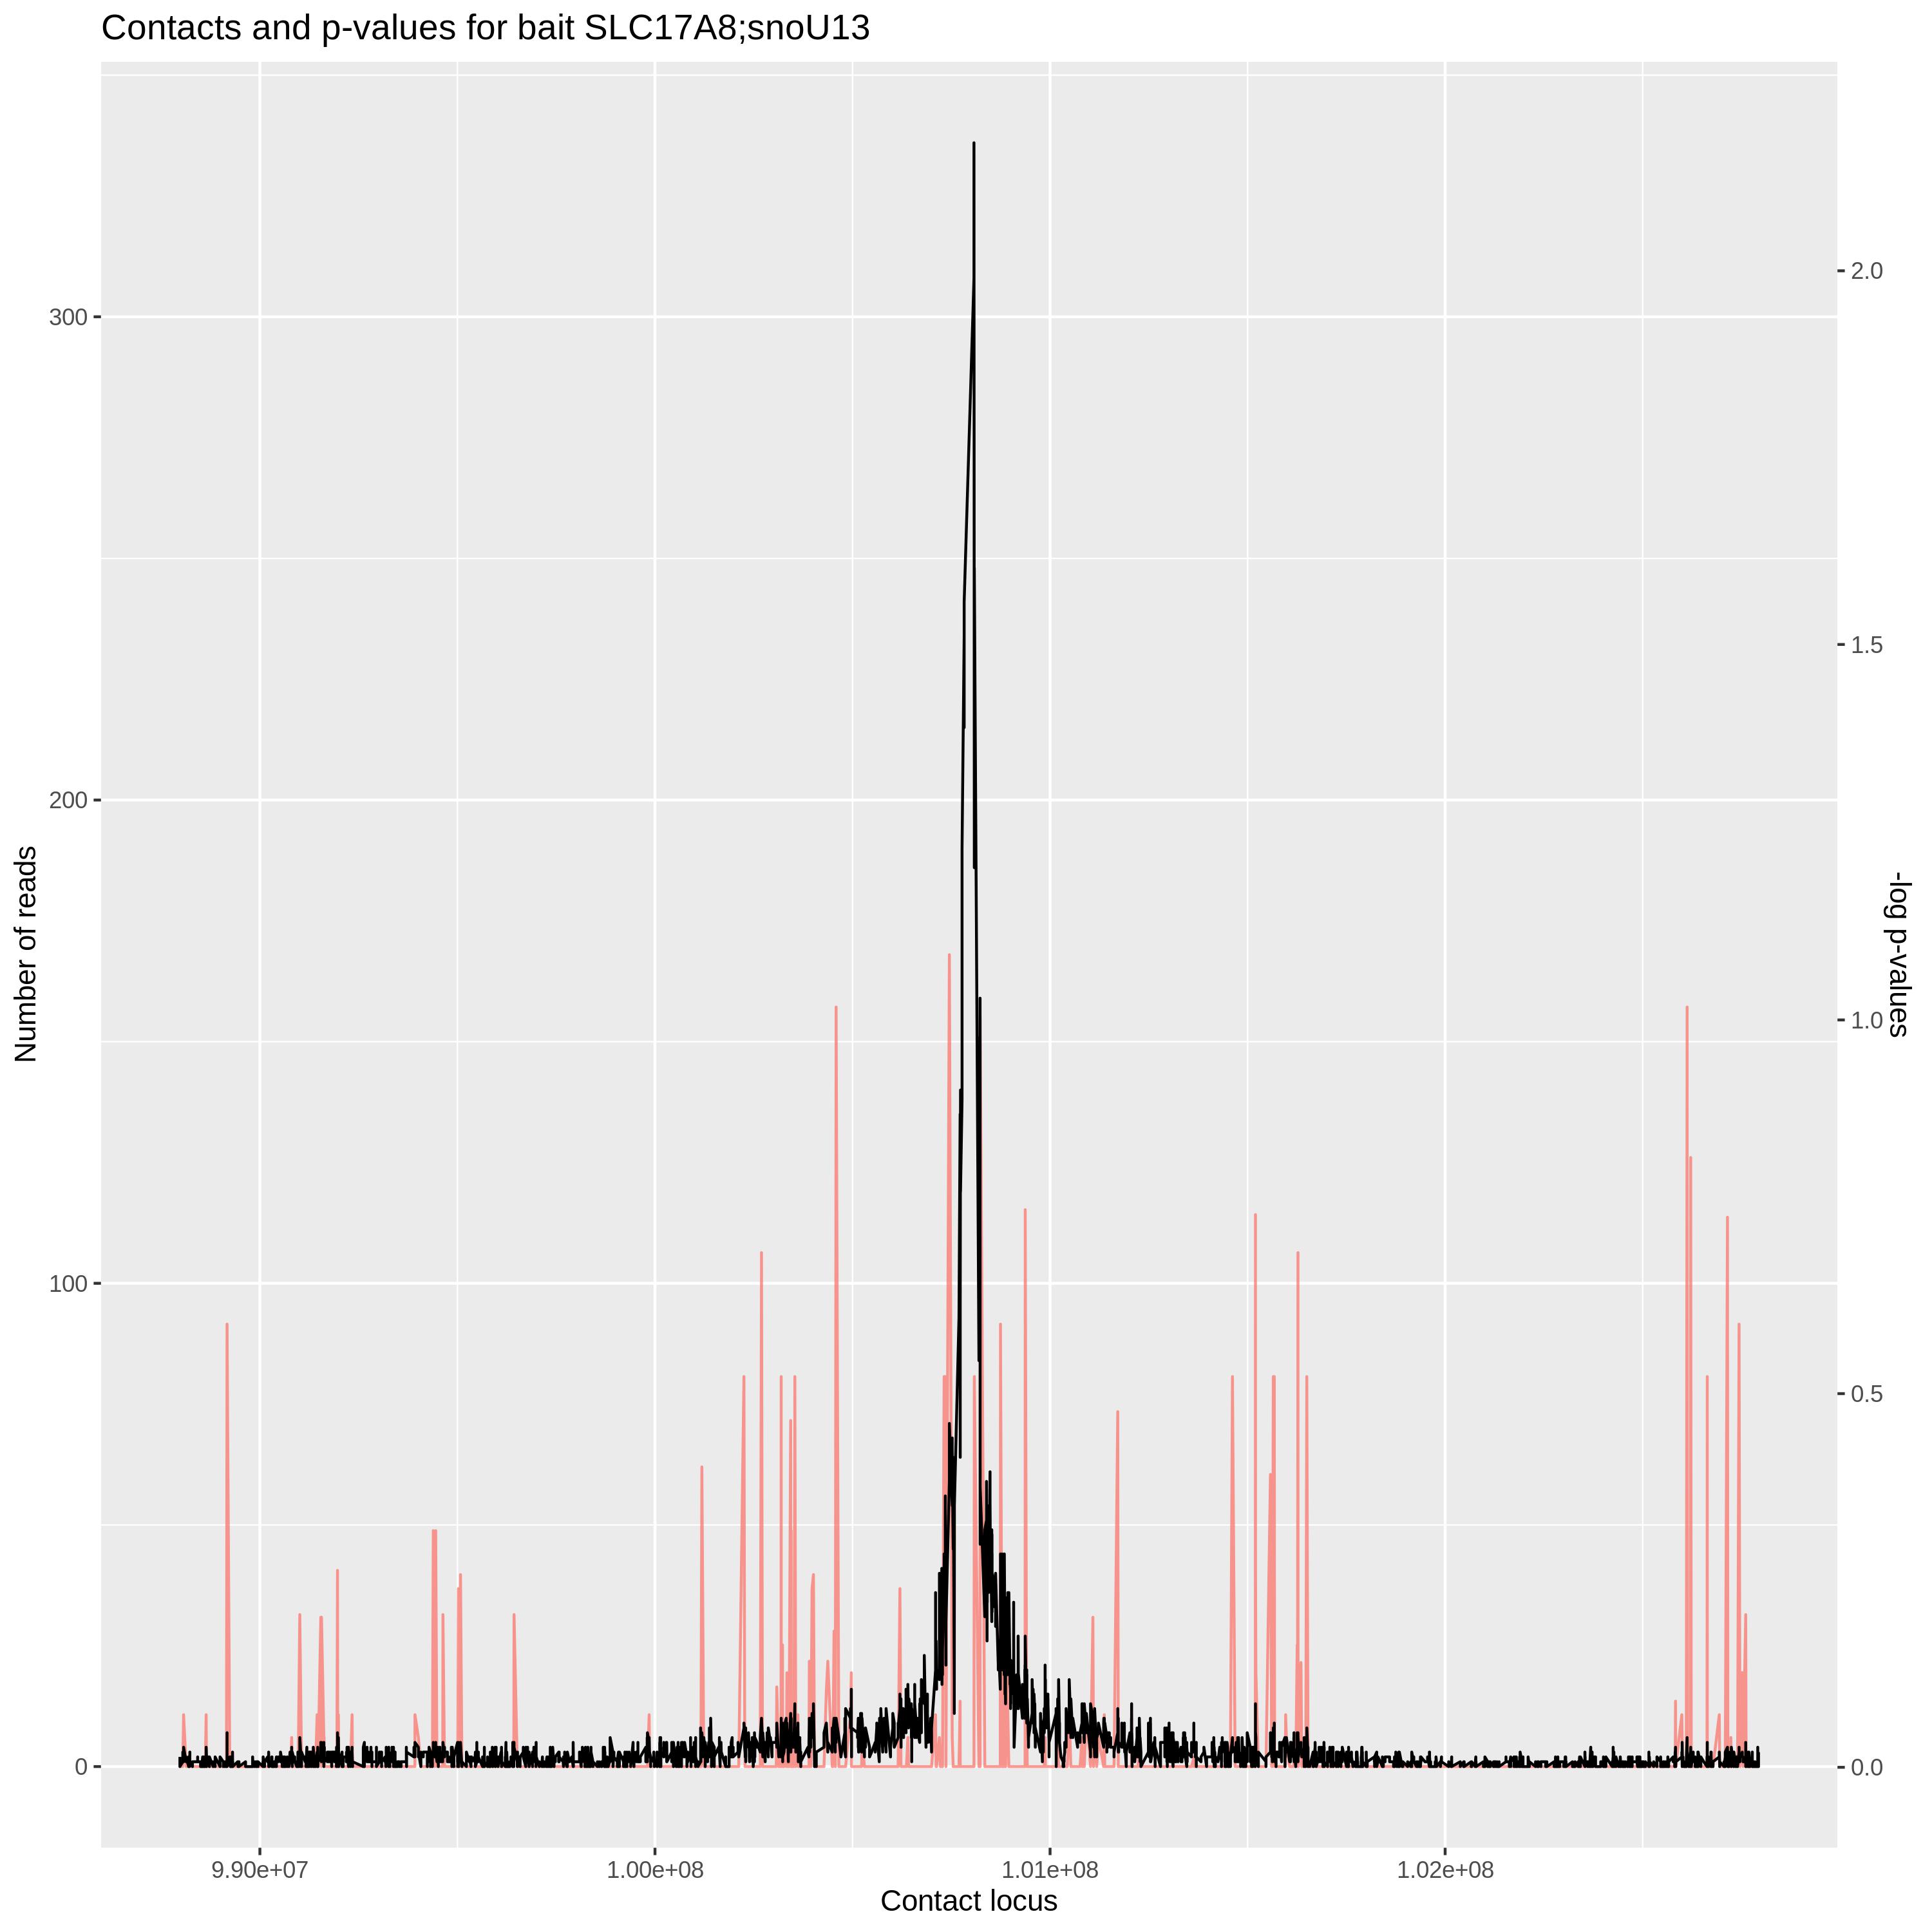 Contacts and p-values for bait SLC17A8;snoU13
Number of reads
300
200
100
0
2.0
1.5
1.0
0.5
0.0
-log p-values
9.90e+07
1.00e+08
1.01e+08
1.02e+08
Contact locus